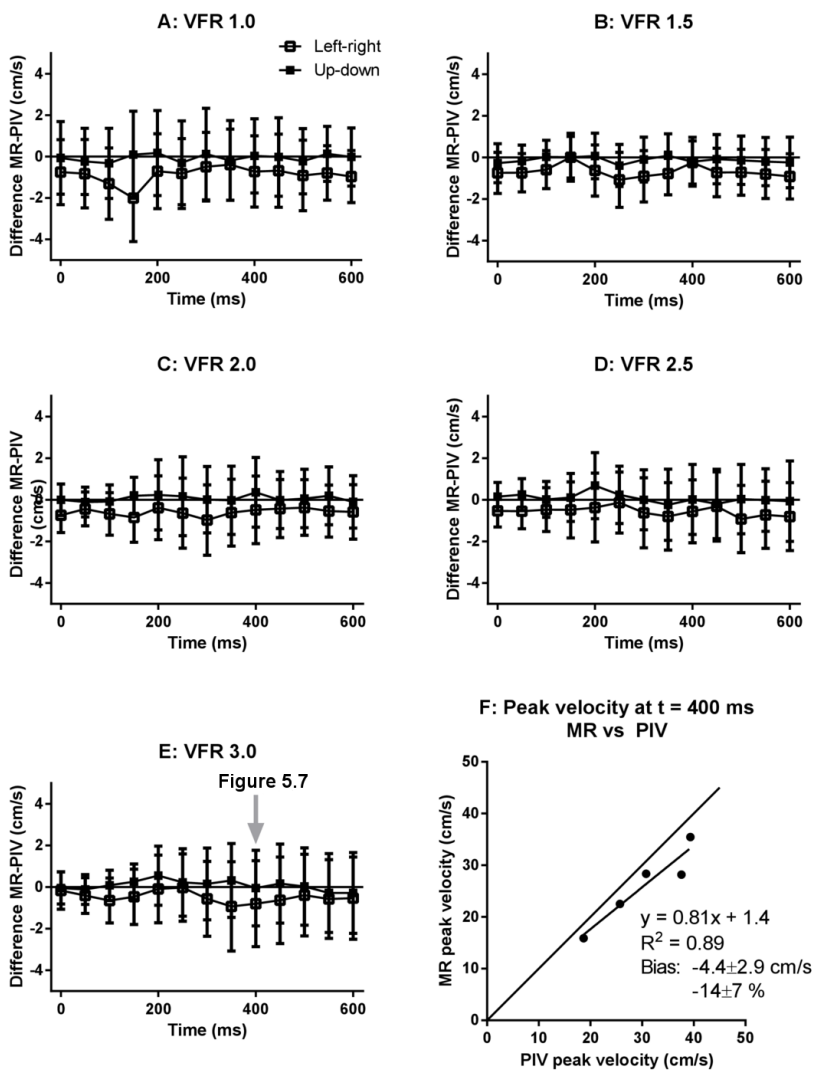 A: VFR 1.0
Left-right
Up-down
Difference MR-PIV (cm/s)
4
2
0
-2
-4
0 200 400 600
Time (ms)
B: VFR 1.5
Difference MR-PIV (cm/s)
4
2
0
-2
-4
0 200 400 600
Time (ms)
C: VFR 2.0
Difference MR-PIV
(cm/s)
4
2
0
-2
-4
0 200 400 600
Time (ms)
D: VFR 2.5
Difference MR-PIV (cm/s)
4
2
0
-2
-4
0 200 400 600
Time (ms)
E: VFR 3.0
Figure 5.7
Difference MR-PIV (cm/s)
4
2
0
-2
-4
0 200 400 600
Time (ms)
F: Peak velocity at t = 400 ms
MR vs PIV
MR peak velocity (cm/s)
50
40
30
20
10
0
y = 0.81x + 1.4
R² = 0.89
Bias: -4.4±2.9 cm/s
-14±7 %
0 10 20 30 40 50
PIV peak velocity (cm/s)